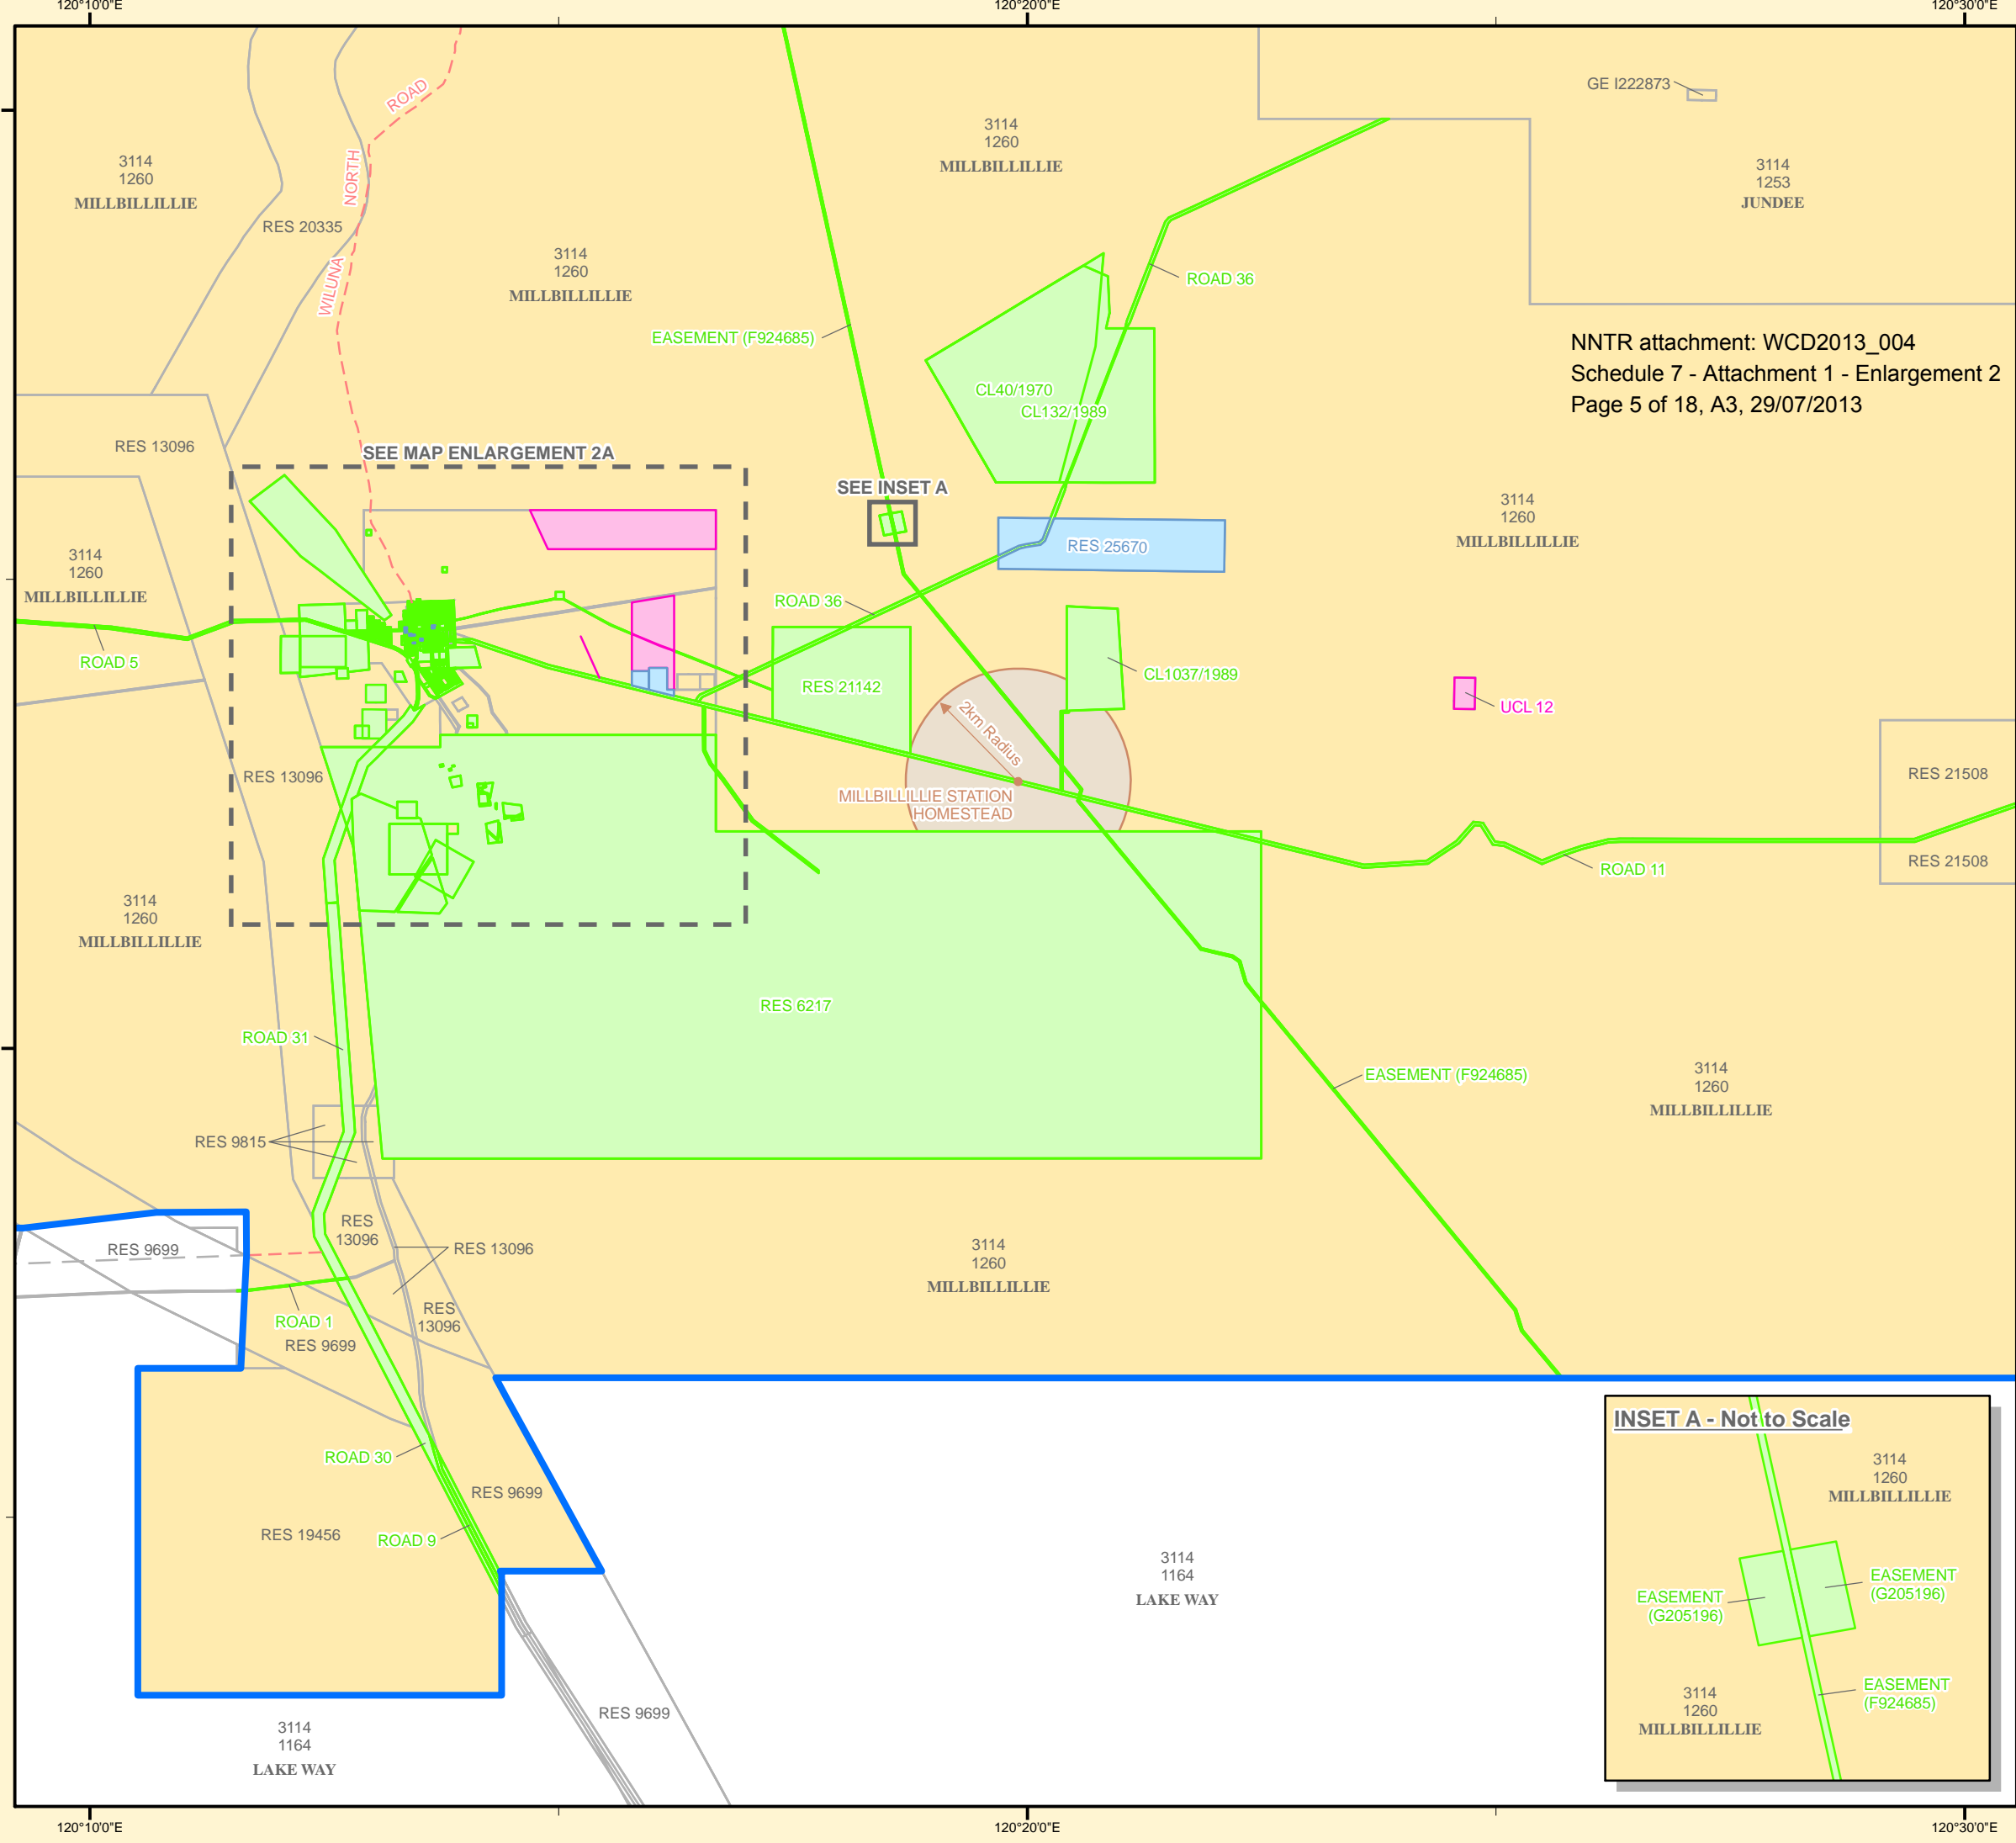 120°10'0"E
120°20'0"E
120°30'0"E
GE I222873
3114
1260
MILLBILLILLIE
3114
1260
MILLBILLILLIE
3114
1253
JUNDEE
ROAD
NORTH
WILUNA
RES 20335
3114
1260
MILLBILLILLIE
ROAD 36
EASEMENT (F924685)
NNTR attachment: WCD2013_004
Schedule 7 - Attachment 1 - Enlargement 2
Page 5 of 18, A3, 29/07/2013
CL40/1970
CL132/1989
RES 13096
SEE MAP ENLARGEMENT 2A
SEE INSET A
3114
1260
MILLBILLILLIE
RES 25670
3114
1260
MILLBILLILLIE
ROAD 36
ROAD 5
RES 21142
CL1037/1989
UCL 12
2km Radius
RES 13096
MILLBILLILLIE STATION
HOMESTEAD
RES 21508
RES 21508
ROAD 11
3114
1260
MILLBILLILLIE
RES 6217
ROAD 31
EASEMENT (F924685)
3114
1260
MILLBILLILLIE
RES 9815
RES
13096
RES 13096
RES 9699
3114
1260
MILLBILLILLIE
ROAD 1
RES
13096
RES 9699
ROAD 30
RES 9699
RES 19456
ROAD 9
3114
1164
LAKE WAY
RES 9699
3114
1164
LAKE WAY
INSET A - Not to Scale
3114
1260
MILLBILLILLIE
EASEMENT
(G205196)
EASEMENT
(G205196)
EASEMENT
(F924685)
3114
1260
MILLBILLILLIE
120°10'0"E
120°20'0"E
120°30'0"E